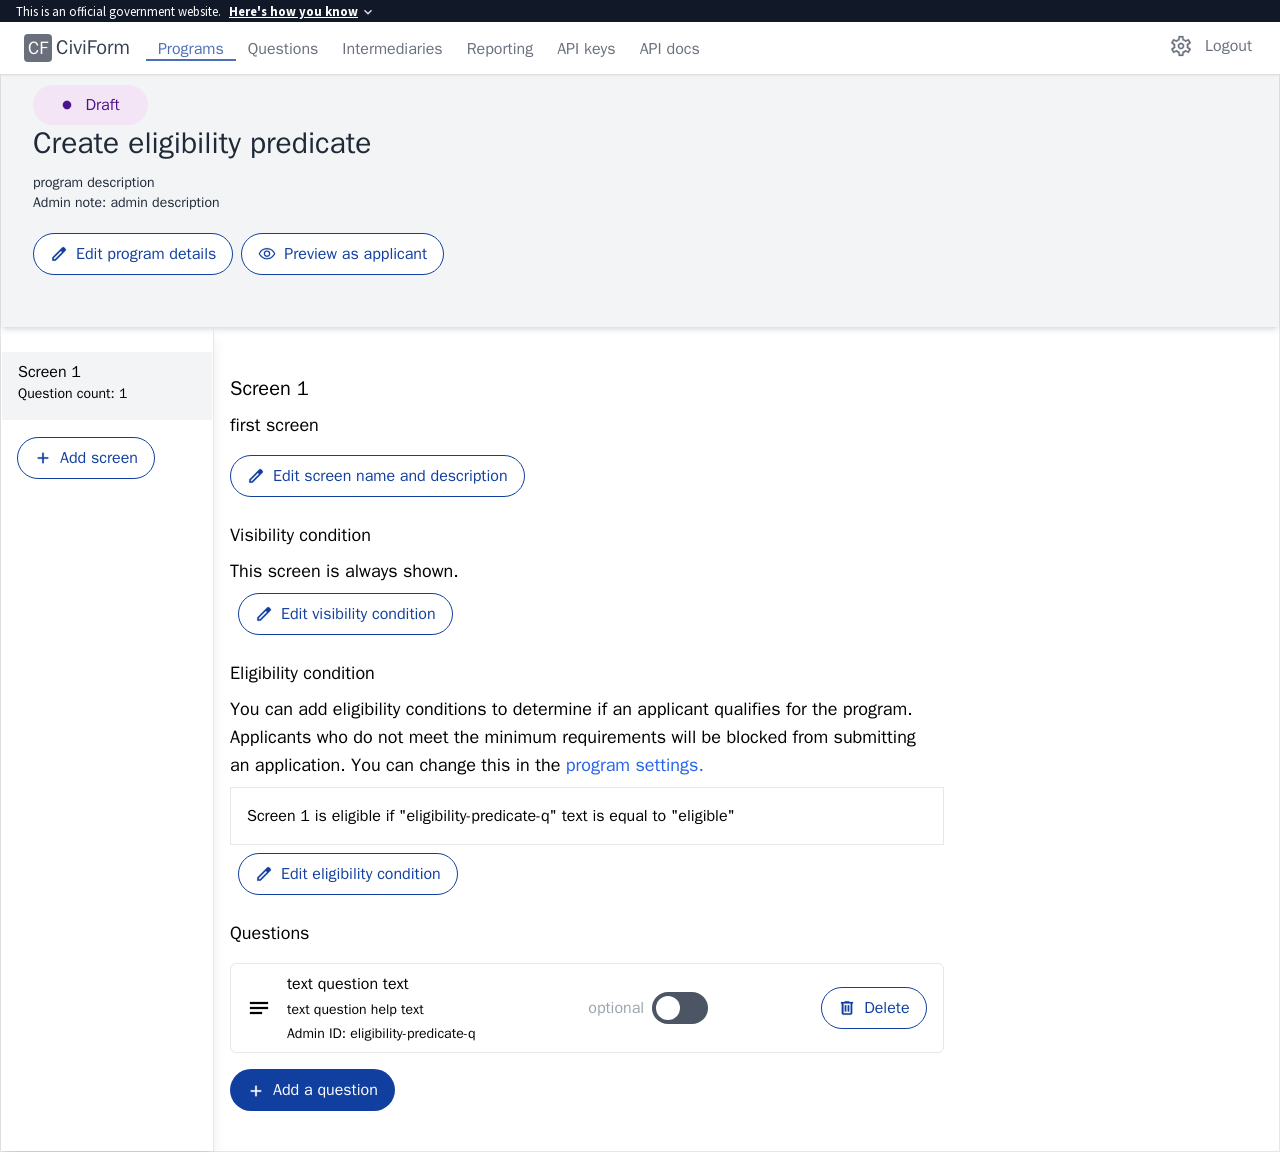 This is an official government website. Here's how you know
CF CiviForm Programs Questions Intermediaries Reporting API keys API docs Logout
Draft
Create eligibility predicate
program description
Admin note: admin description
Edit program details Preview as applicant
Screen 1
Question count: 1
Add screen
Screen 1
first screen
Edit screen name and description
Visibility condition
This screen is always shown.
Edit visibility condition
Eligibility condition
You can add eligibility conditions to determine if an applicant qualifies for the program.
Applicants who do not meet the minimum requirements will be blocked from submitting
an application. You can change this in the program settings.
Screen 1 is eligible if "eligibility-predicate-q" text is equal to "eligible"
Edit eligibility condition
Questions
text question text
text question help text
Admin ID: eligibility-predicate-q
optional
Delete
Add a question